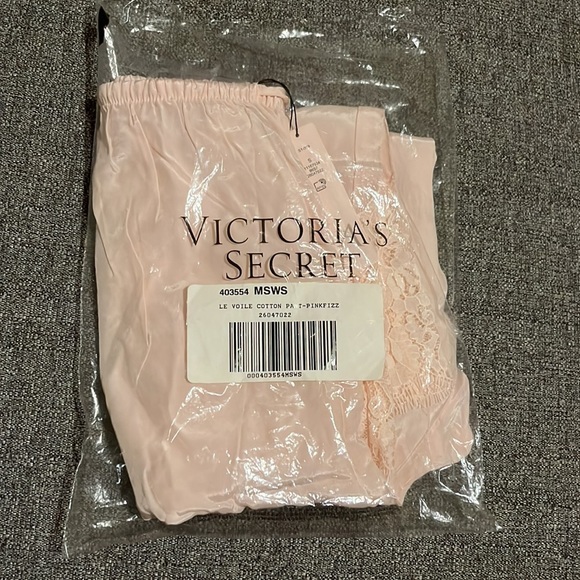 VICTORIA'S
SECRET
403554 MSWS
LE VOILE COTTON PA T-PINKFIZZ
26047022
000403554MSWS